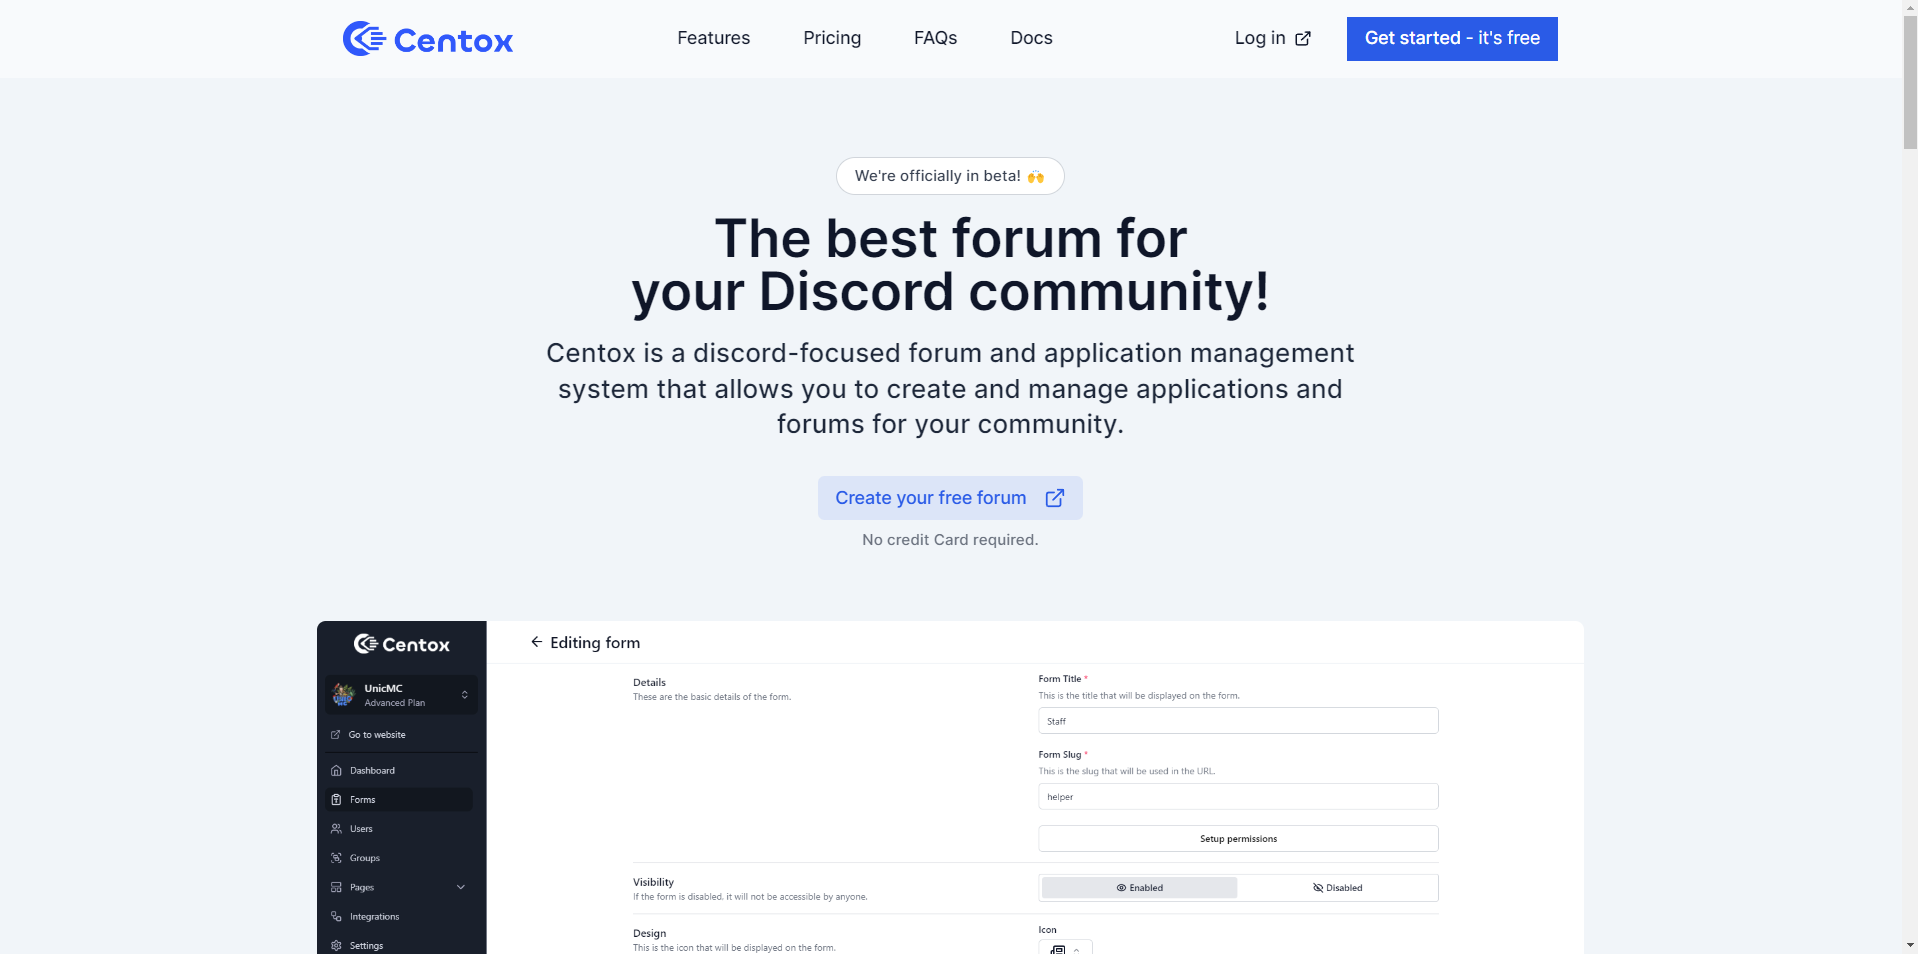 Centox
Features
Pricing
FAQs
Docs
Log in
Get started - it's free
We're officially in beta! 🙌
The best forum for
your Discord community!
Centox is a discord-focused forum and application management
system that allows you to create and manage applications and
forums for your community.
Create your free forum
No credit Card required.
Centox
UnicMC
Advanced Plan
Go to website
Dashboard
Forms
Users
Groups
Pages
Integrations
Settings
← Editing form
Details
These are the basic details of the form.
Form Title *
This is the title that will be displayed on the form.
Staff
Form Slug *
This is the slug that will be used in the URL.
helper
Setup permissions
Visibility
If the form is disabled, it will not be accessible by anyone.
Enabled
Disabled
Design
This is the icon that will be displayed on the form.
Icon